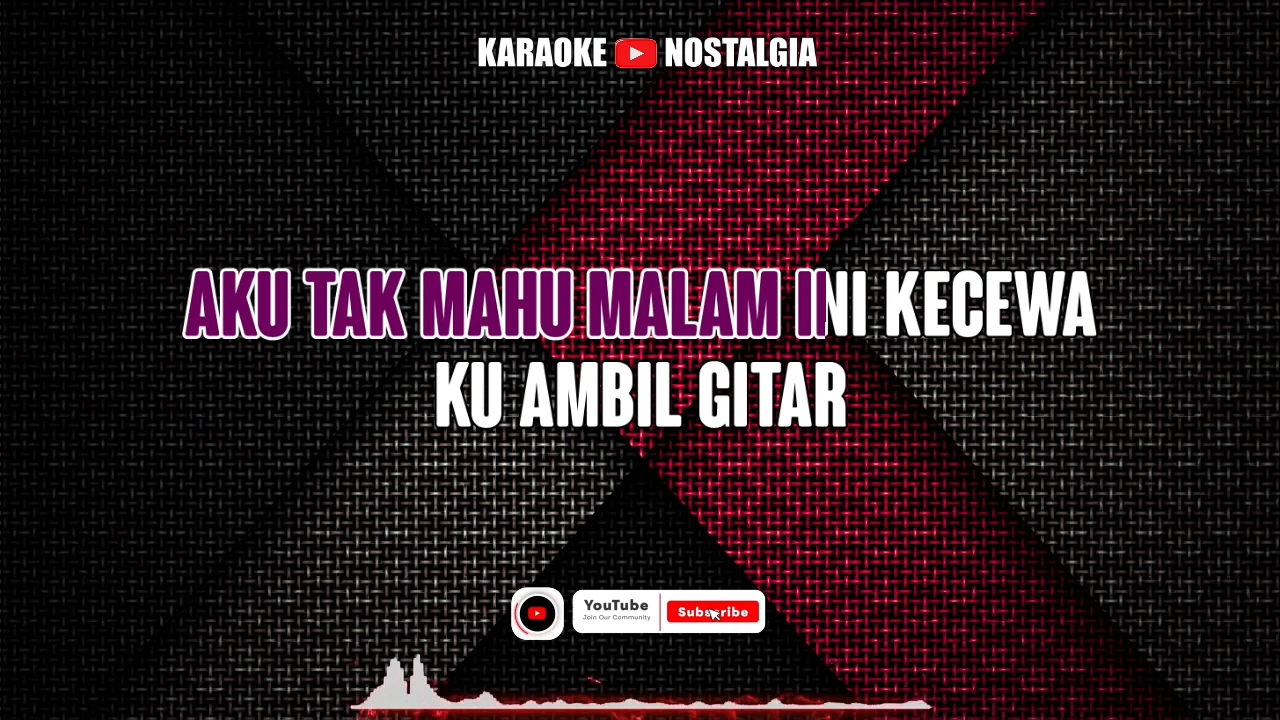 KARAOKE NOSTALGIA
AKU TAK MAHU MALAM INI KECEWA
KU AMBIL GITAR
YouTube
Join Our Community
Subscribe